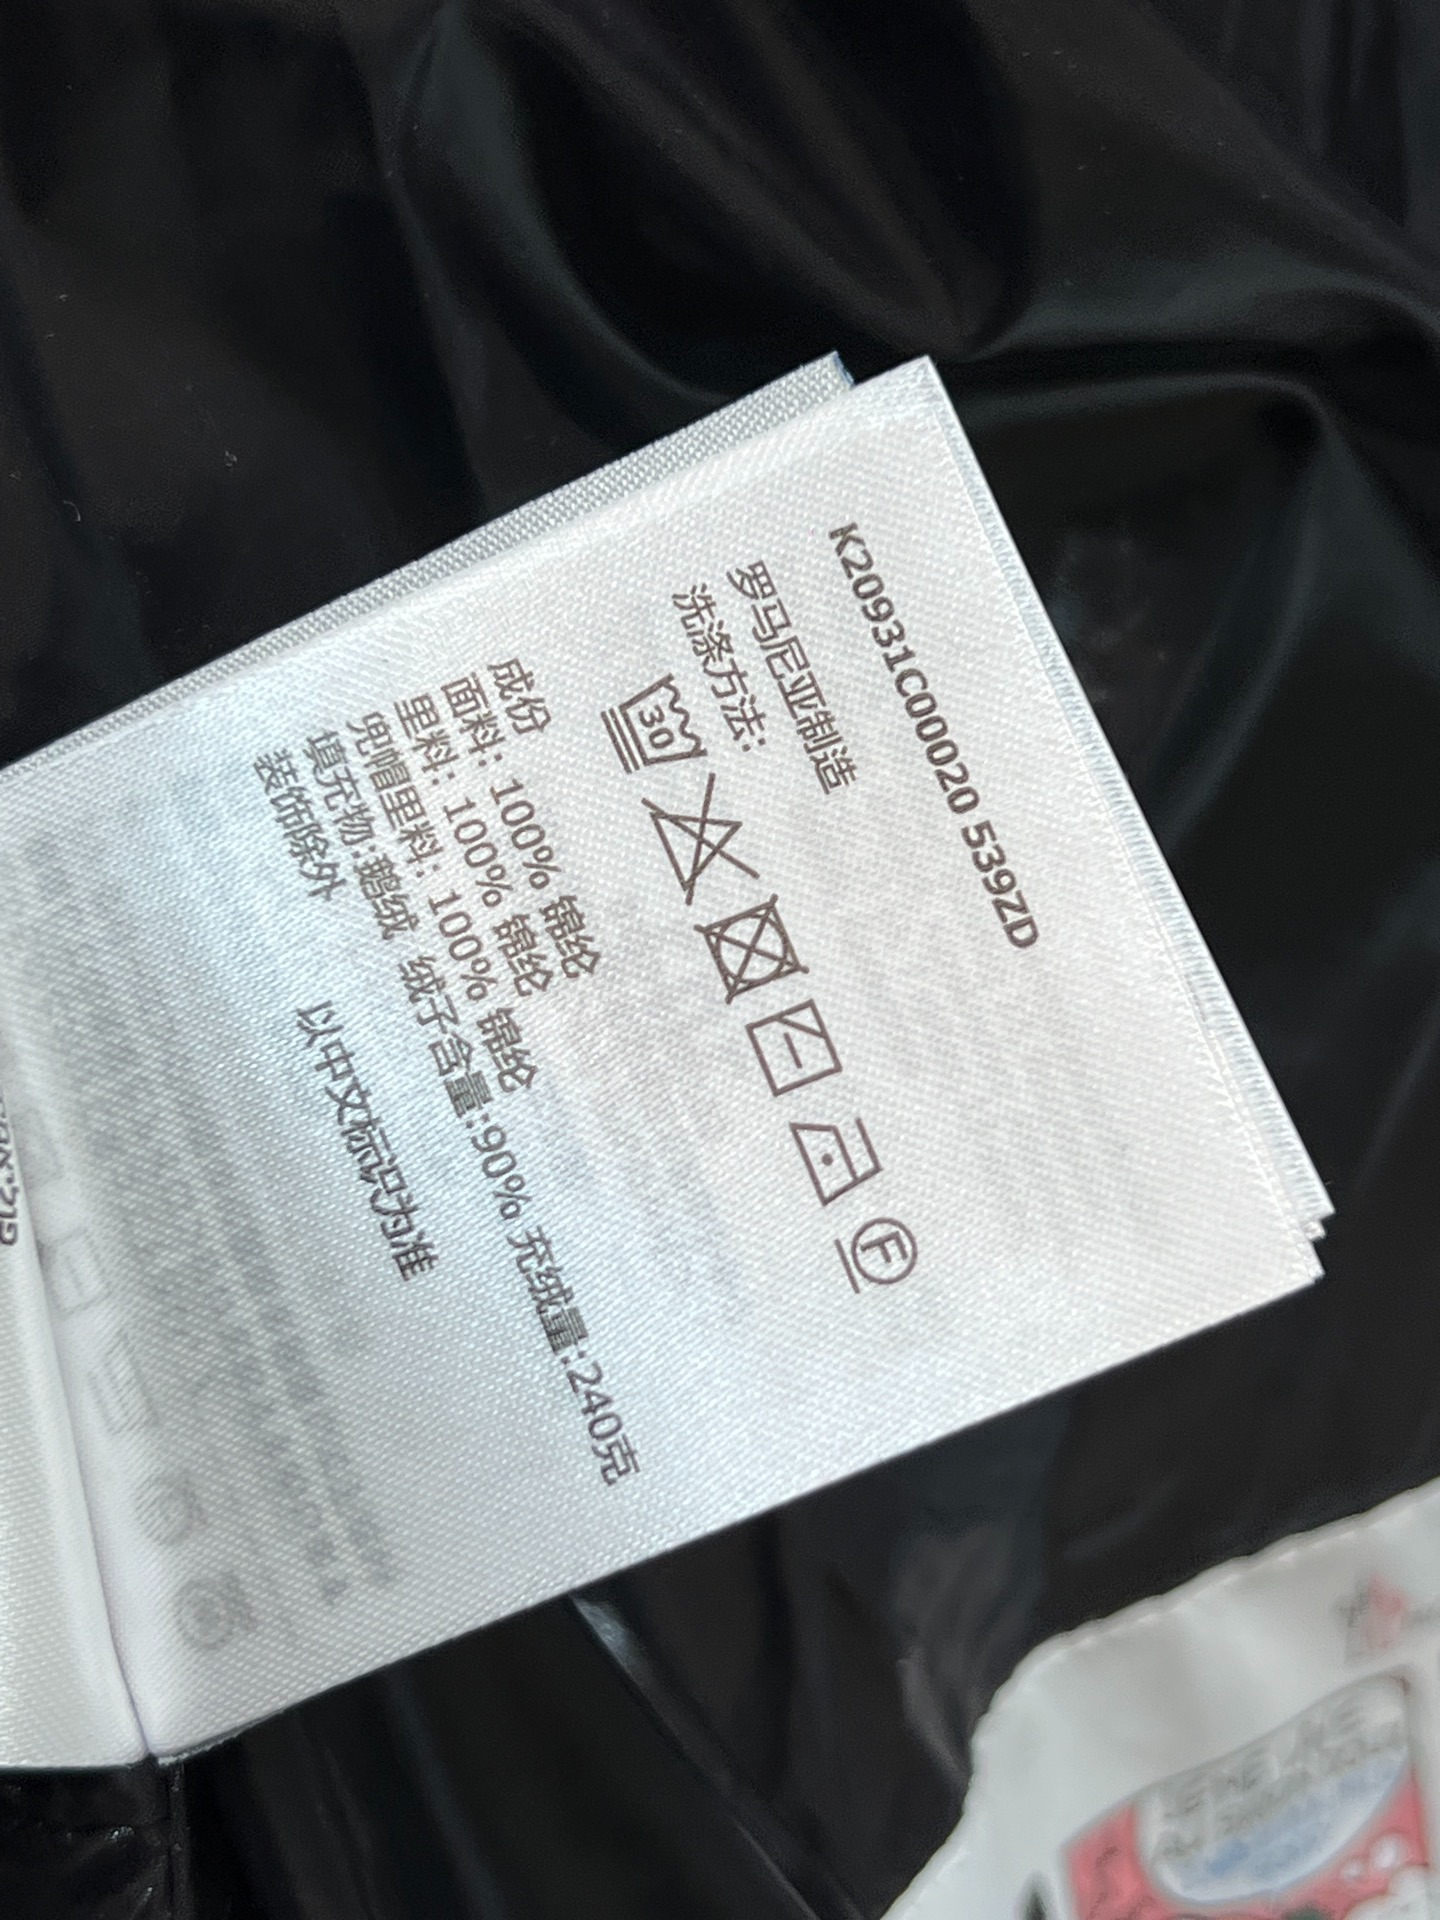 K20931C00020 539ZD
罗马尼亚制造
洗涤方法:
30
F
成份
面料: 100% 锦纶
里料: 100% 锦纶
兜帽里料: 100% 锦纶
填充物:鹅绒 绒子含量:90% 充绒量:240克
装饰除外
以中文标识为准